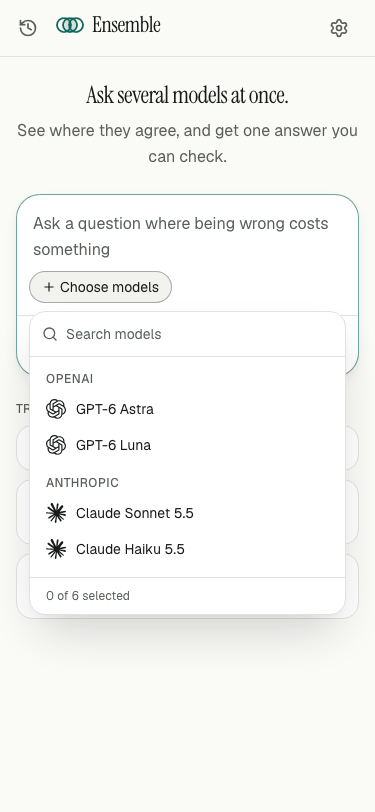 Ensemble
Ask several models at once.
See where they agree, and get one answer you
can check.
Ask a question where being wrong costs
something
Choose models
Search models
OPENAI
GPT-6 Astra
GPT-6 Luna
ANTHROPIC
Claude Sonnet 5.5
Claude Haiku 5.5
0 of 6 selected